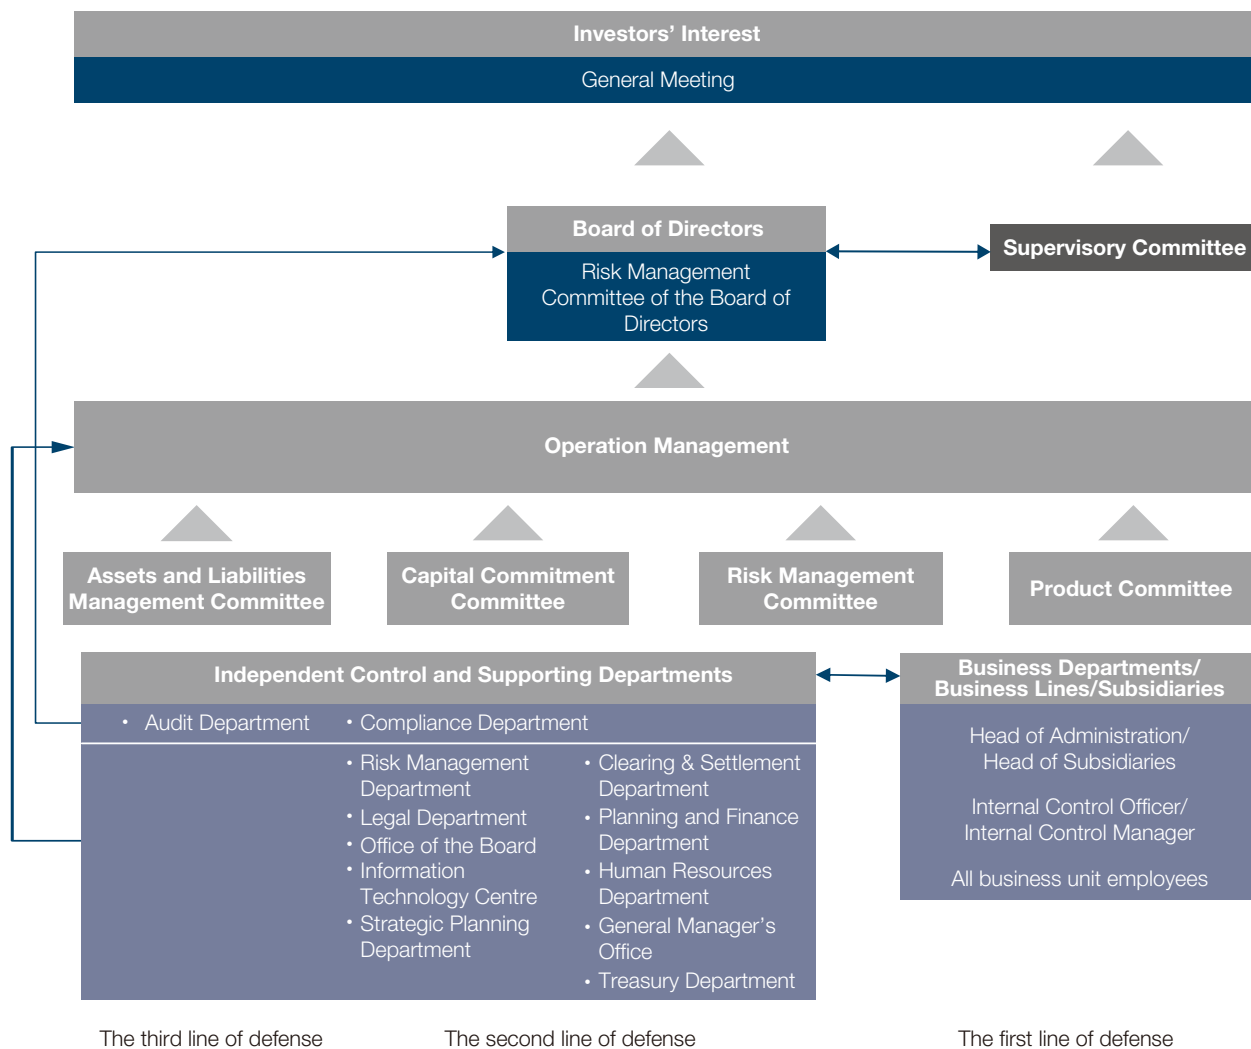 Investors’ Interest
General Meeting
Board of Directors
Risk Management
Committee of the Board of
Directors
Supervisory Committee
Operation Management
Assets and Liabilities
Management Committee
Capital Commitment
Committee
Risk Management
Committee
Product Committee
Independent Control and Supporting Departments
• Audit Department
• Compliance Department
• Risk Management
Department
• Legal Department
• Office of the Board
• Information
Technology Centre
• Strategic Planning
Department
• Clearing & Settlement
Department
• Planning and Finance
Department
• Human Resources
Department
• General Manager’s
Office
• Treasury Department
Business Departments/
Business Lines/Subsidiaries
Head of Administration/
Head of Subsidiaries
Internal Control Officer/
Internal Control Manager
All business unit employees
The third line of defense
The second line of defense
The first line of defense